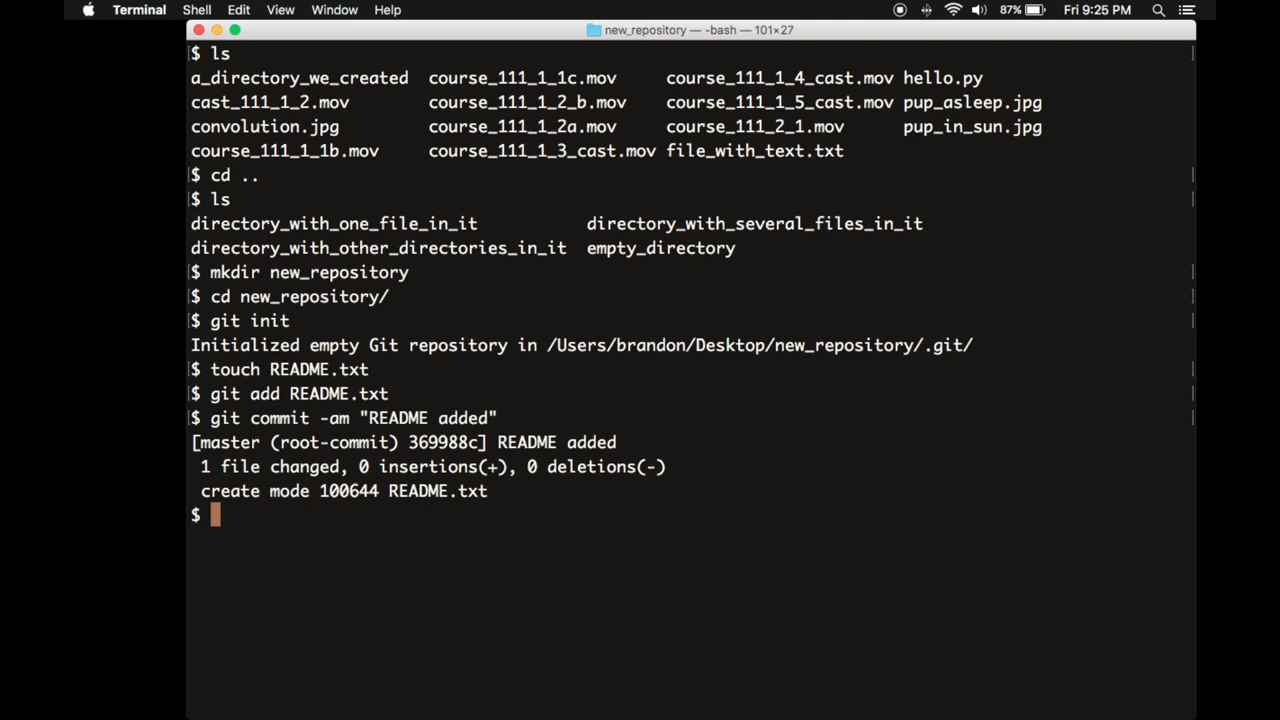 Terminal Shell Edit View Window Help 87% Fri 9:25 PM
new_repository — -bash — 101×27
$ ls
a_directory_we_created course_111_1_1c.mov course_111_1_4_cast.mov hello.py
cast_111_1_2.mov course_111_1_2_b.mov course_111_1_5_cast.mov pup_asleep.jpg
convolution.jpg course_111_1_2a.mov course_111_2_1.mov pup_in_sun.jpg
course_111_1_1b.mov course_111_1_3_cast.mov file_with_text.txt
$ cd ..
$ ls
directory_with_one_file_in_it directory_with_several_files_in_it
directory_with_other_directories_in_it empty_directory
$ mkdir new_repository
$ cd new_repository/
$ git init
Initialized empty Git repository in /Users/brandon/Desktop/new_repository/.git/
$ touch README.txt
$ git add README.txt
$ git commit -am "README added"
[master (root-commit) 369988c] README added
1 file changed, 0 insertions(+), 0 deletions(-)
create mode 100644 README.txt
$